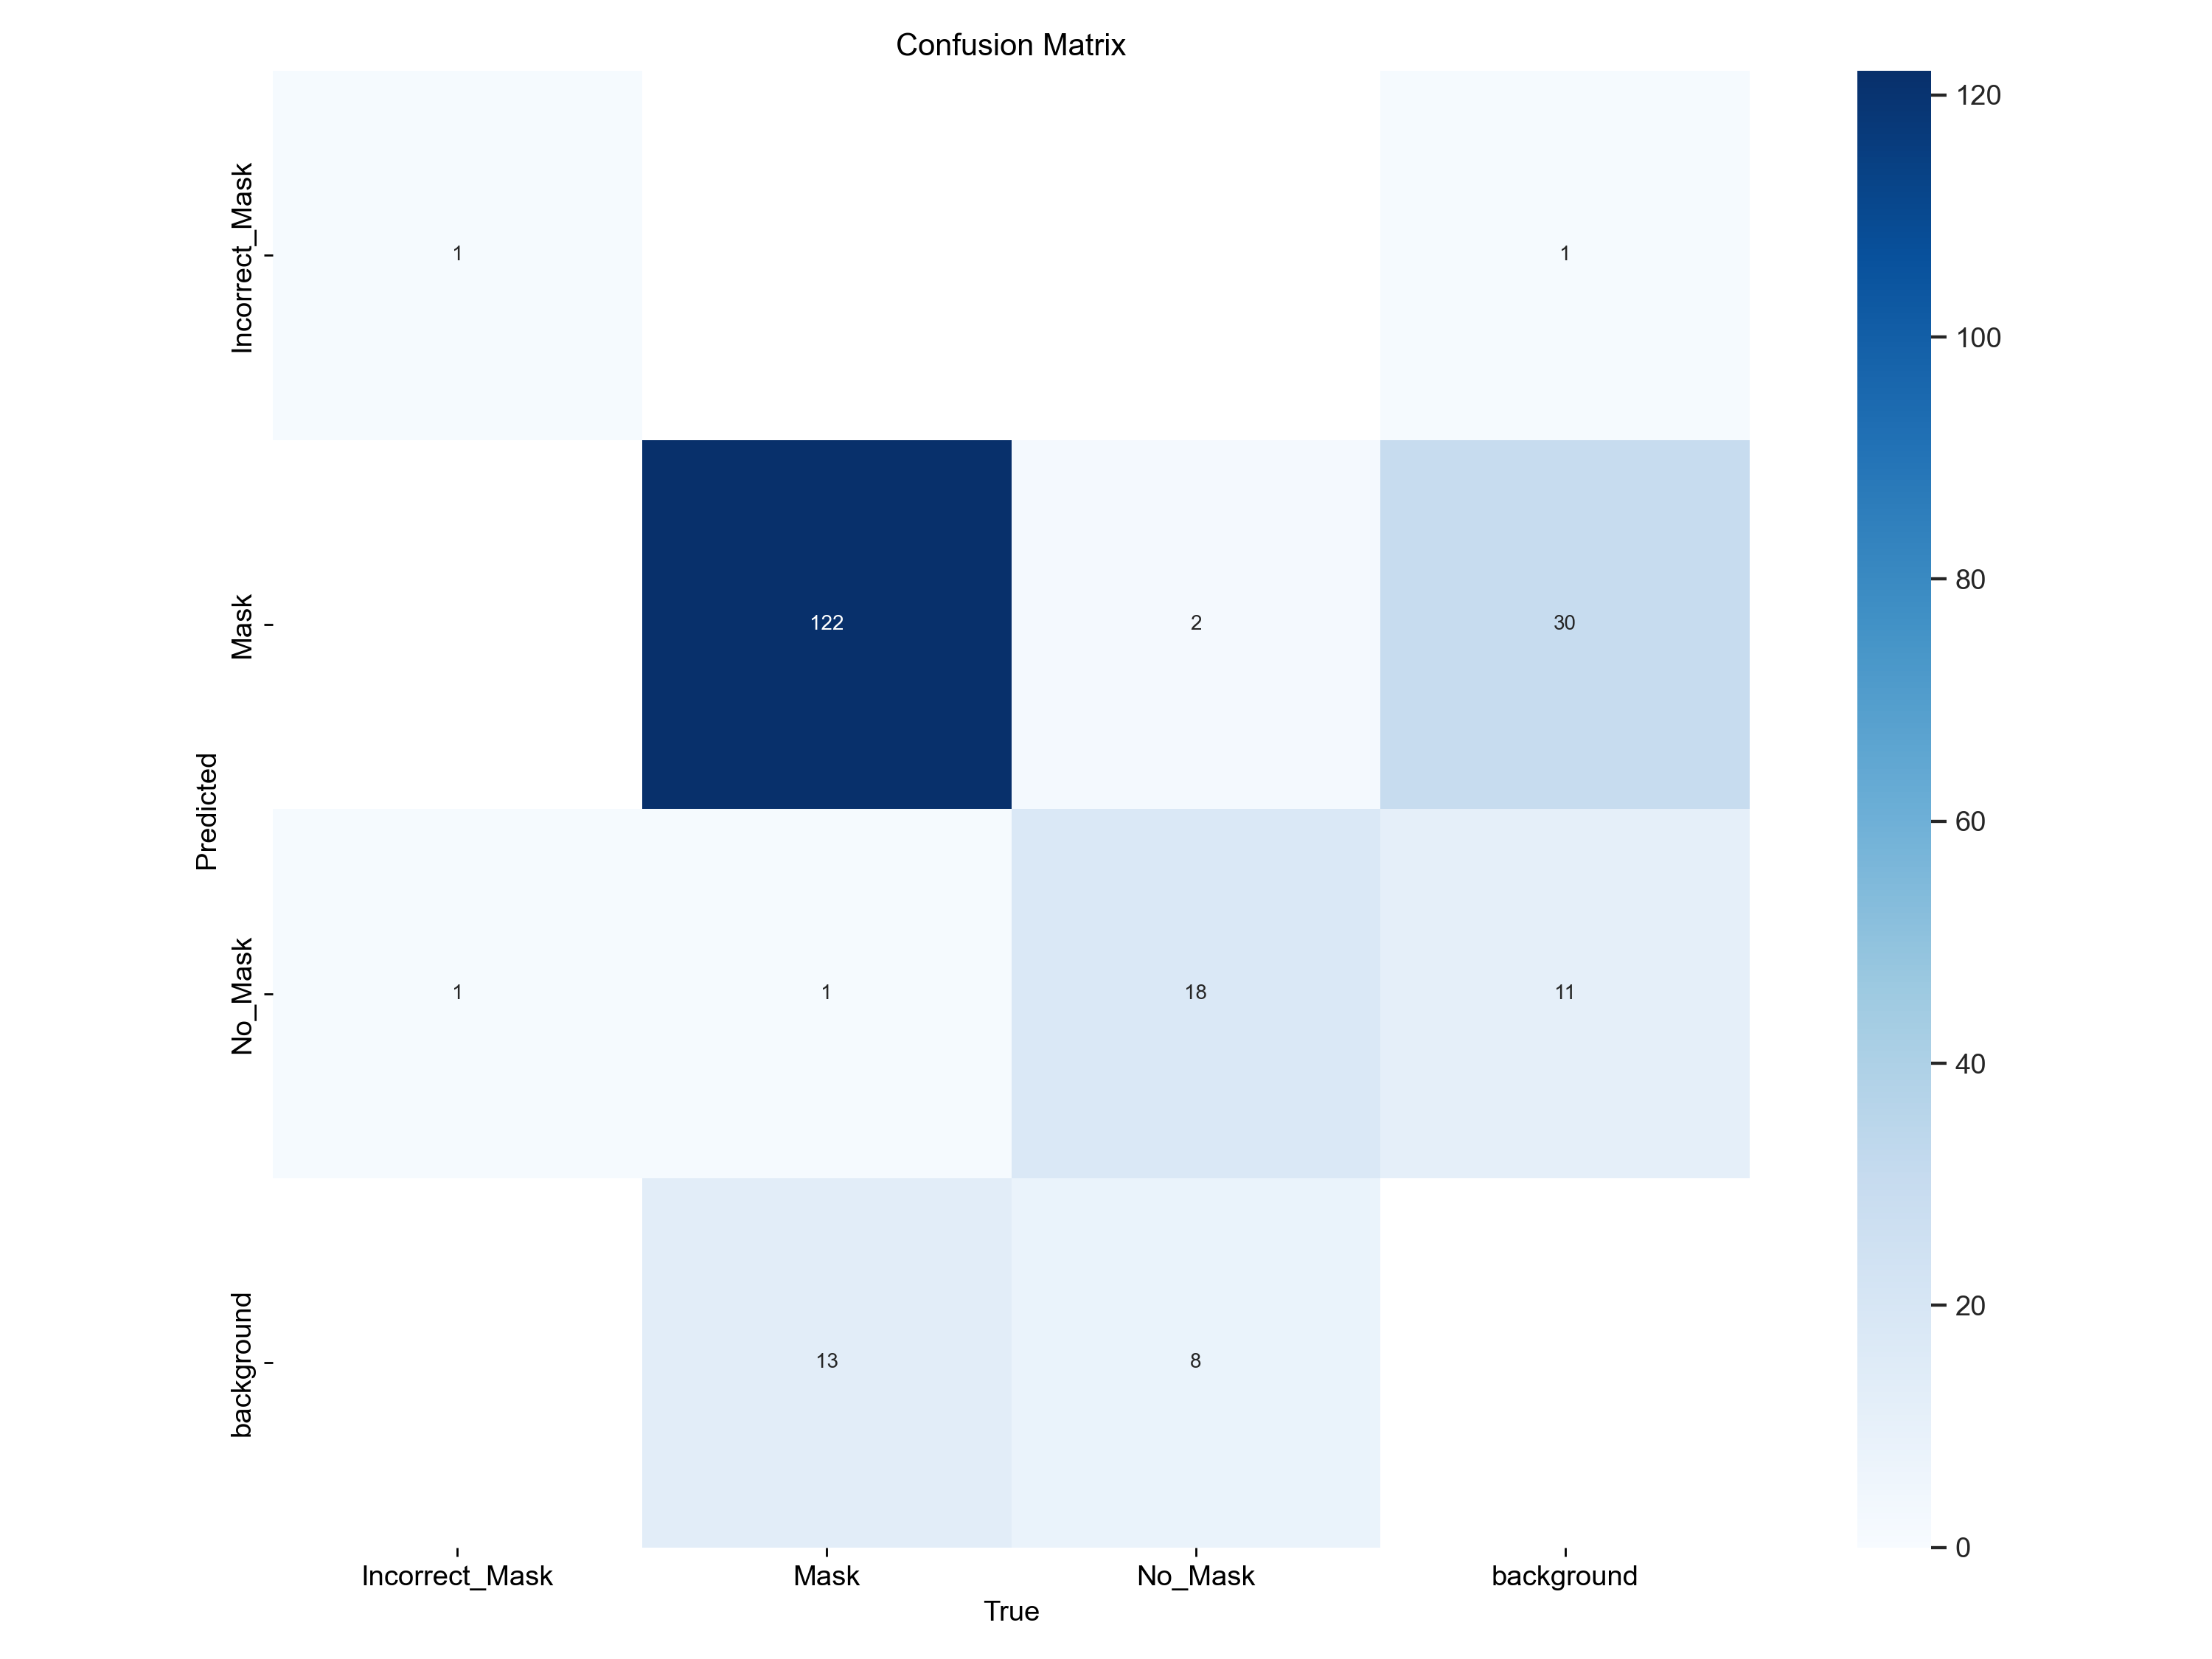 Confusion Matrix
Incorrect_Mask
1
1
Mask
122
2
30
No_Mask
1
1
18
11
background
13
8
Predicted
Incorrect_Mask
Mask
No_Mask
background
True
120
100
80
60
40
20
0